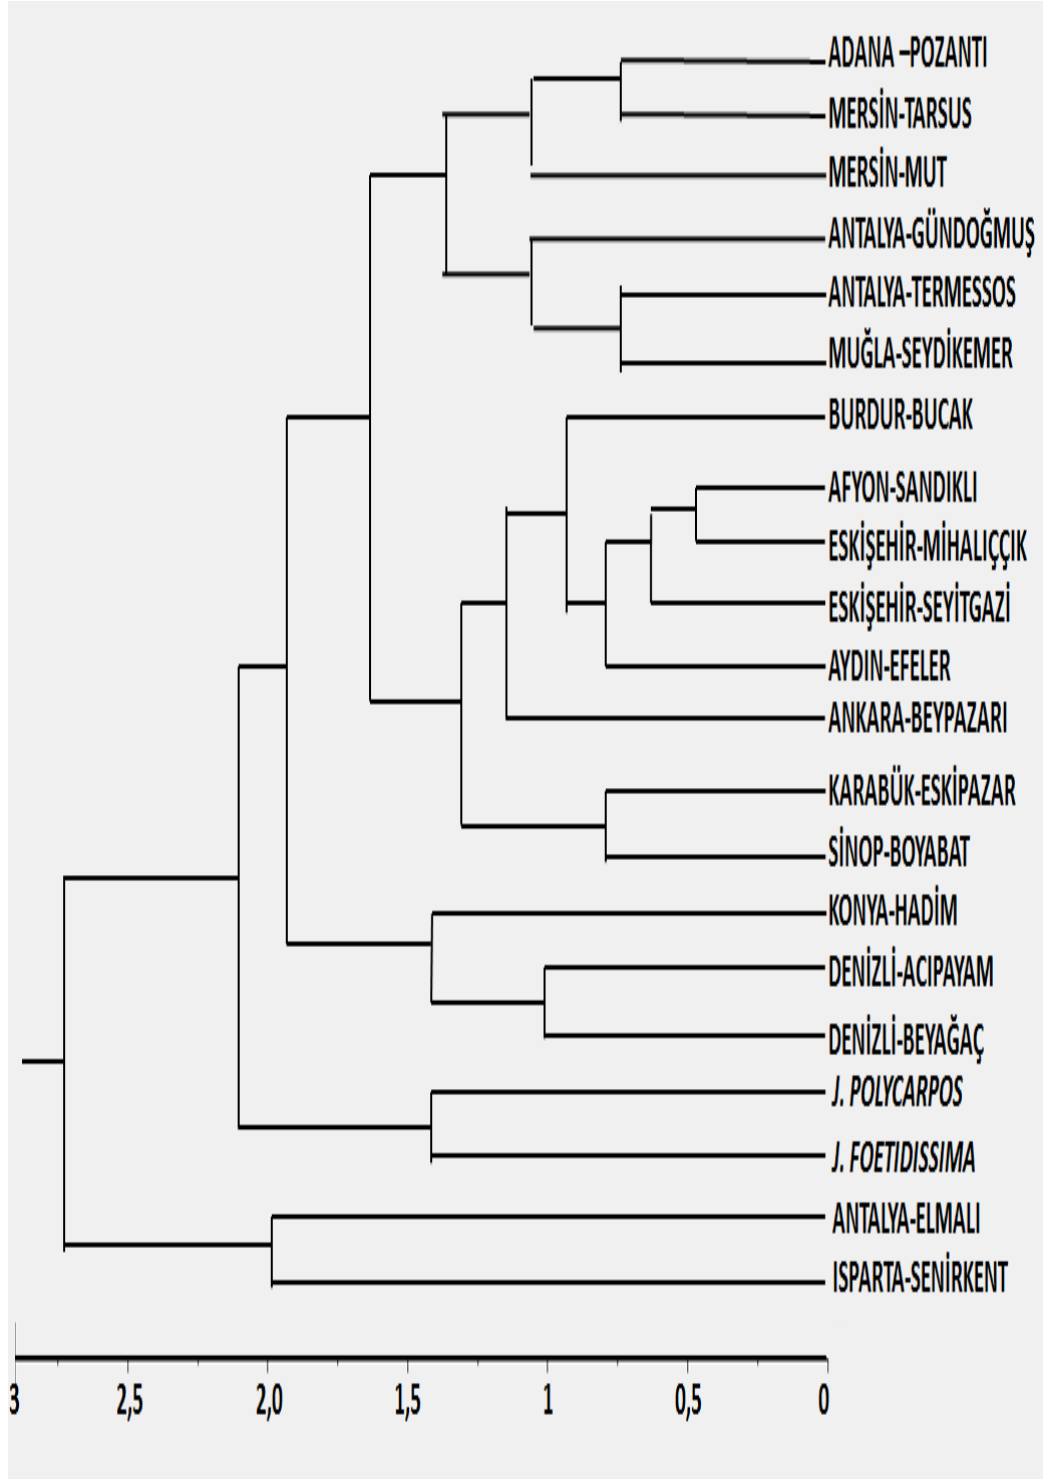 ADANA –POZANTI
MERSİN-TARSUS
MERSİN-MUT
ANTALYA-GÜNDOĞMUŞ
ANTALYA-TERMESSOS
MUĞLA-SEYDİKEMER
BURDUR-BUCAK
AFYON-SANDIKLI
ESKİŞEHİR-MİHALIÇÇIK
ESKİŞEHİR-SEYİTGAZİ
AYDIN-EFELER
ANKARA-BEYPAZARI
KARABÜK-ESKİPAZAR
SİNOP-BOYABAT
KONYA-HADİM
DENİZLİ-ACIPAYAM
DENİZLİ-BEYAĞAÇ
J. POLYCARPOS
J. FOETIDISSIMA
ANTALYA-ELMALI
ISPARTA-SENİRKENT
3 2,5 2,0 1,5 1 0,5 0